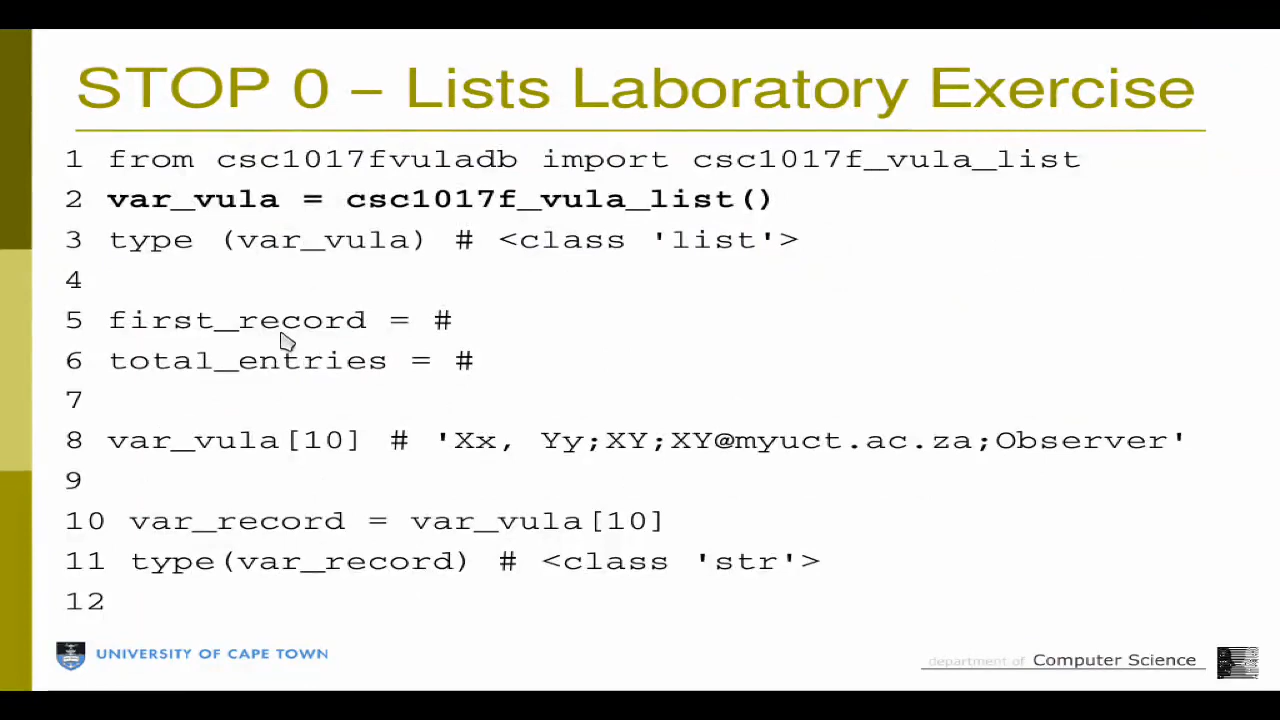 STOP 0 – Lists Laboratory Exercise
1 from csc1017fvuladb import csc1017f_vula_list
2 var_vula = csc1017f_vula_list()
3 type (var_vula) # <class 'list'>
4
5 first_record = #
6 total_entries = #
7
8 var_vula[10] # 'Xx, Yy;XY;XY@myuct.ac.za;Observer'
9
10 var_record = var_vula[10]
11 type(var_record) # <class 'str'>
12
UNIVERSITY OF CAPE TOWN
department of Computer Science